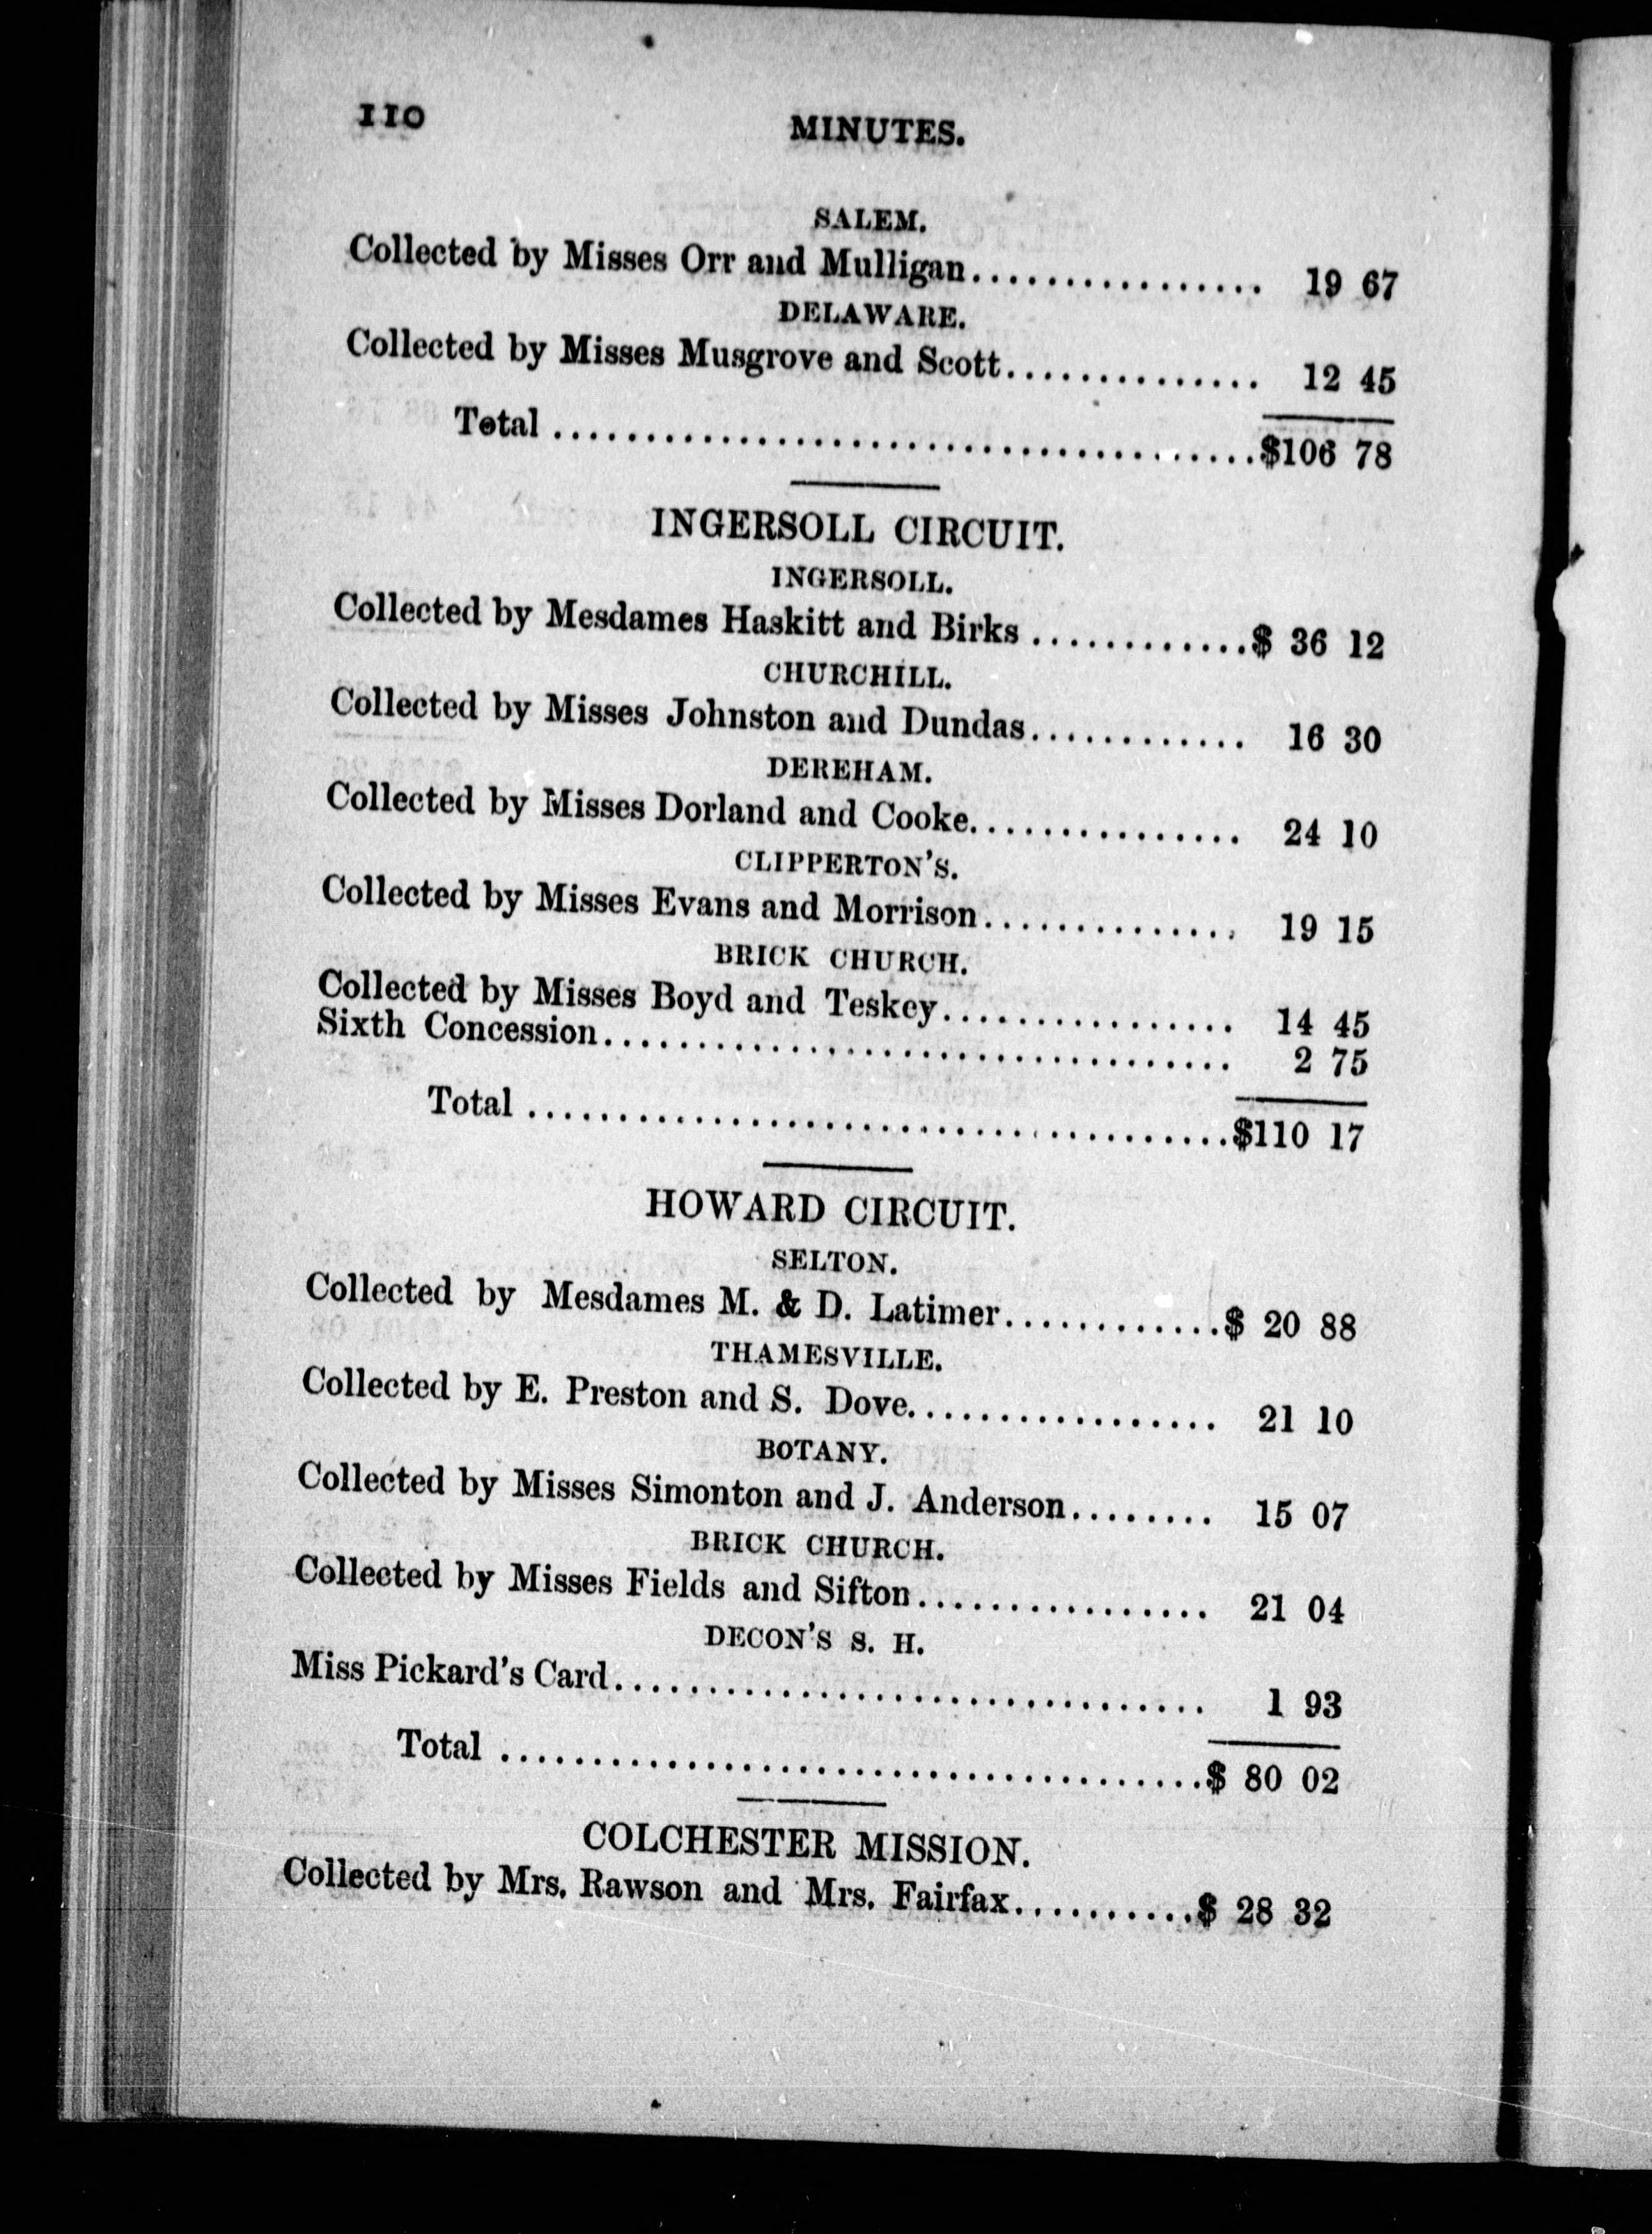 110
MINUTES.
SALEM.
Collected by Misses Orr and Mulligan................. 19 67
DELAWARE.
Collected by Misses Musgrove and Scott.............. 12 45
Total .......................................$106 78
INGERSOLL CIRCUIT.
INGERSOLL.
Collected by Mesdames Haskitt and Birks ............$ 36 12
CHURCHILL.
Collected by Misses Johnston and Dundas............ 16 30
DEREHAM.
Collected by Misses Dorland and Cooke............... 24 10
CLIPPERTON'S.
Collected by Misses Evans and Morrison.............. 19 15
BRICK CHURCH.
Collected by Misses Boyd and Teskey................ 14 45
Sixth Concession................................... 2 75
Total .......................................$110 17
HOWARD CIRCUIT.
SELTON.
Collected by Mesdames M. & D. Latimer............$ 20 88
THAMESVILLE.
Collected by E. Preston and S. Dove................. 21 10
BOTANY.
Collected by Misses Simonton and J. Anderson........ 15 07
BRICK CHURCH.
Collected by Misses Fields and Sifton................ 21 04
DECON'S S. H.
Miss Pickard's Card................................. 1 93
Total .......................................$ 80 02
COLCHESTER MISSION.
Collected by Mrs. Rawson and Mrs. Fairfax..........$ 28 32